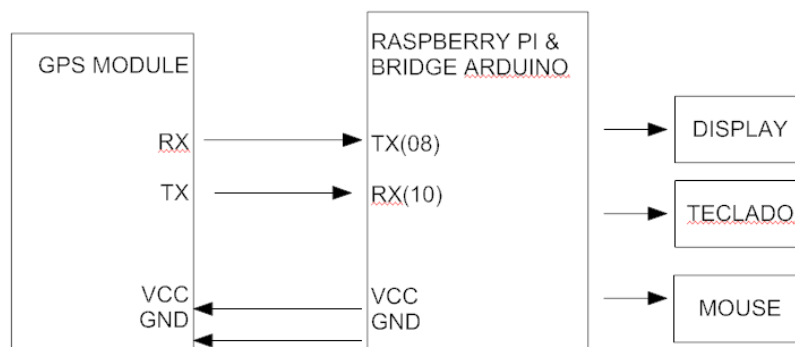 GPS MODULE
RX
TX
VCC
GND
RASPBERRY PI &
BRIDGE ARDUINO
TX(08)
RX(10)
VCC
GND
DISPLAY
TECLADO
MOUSE